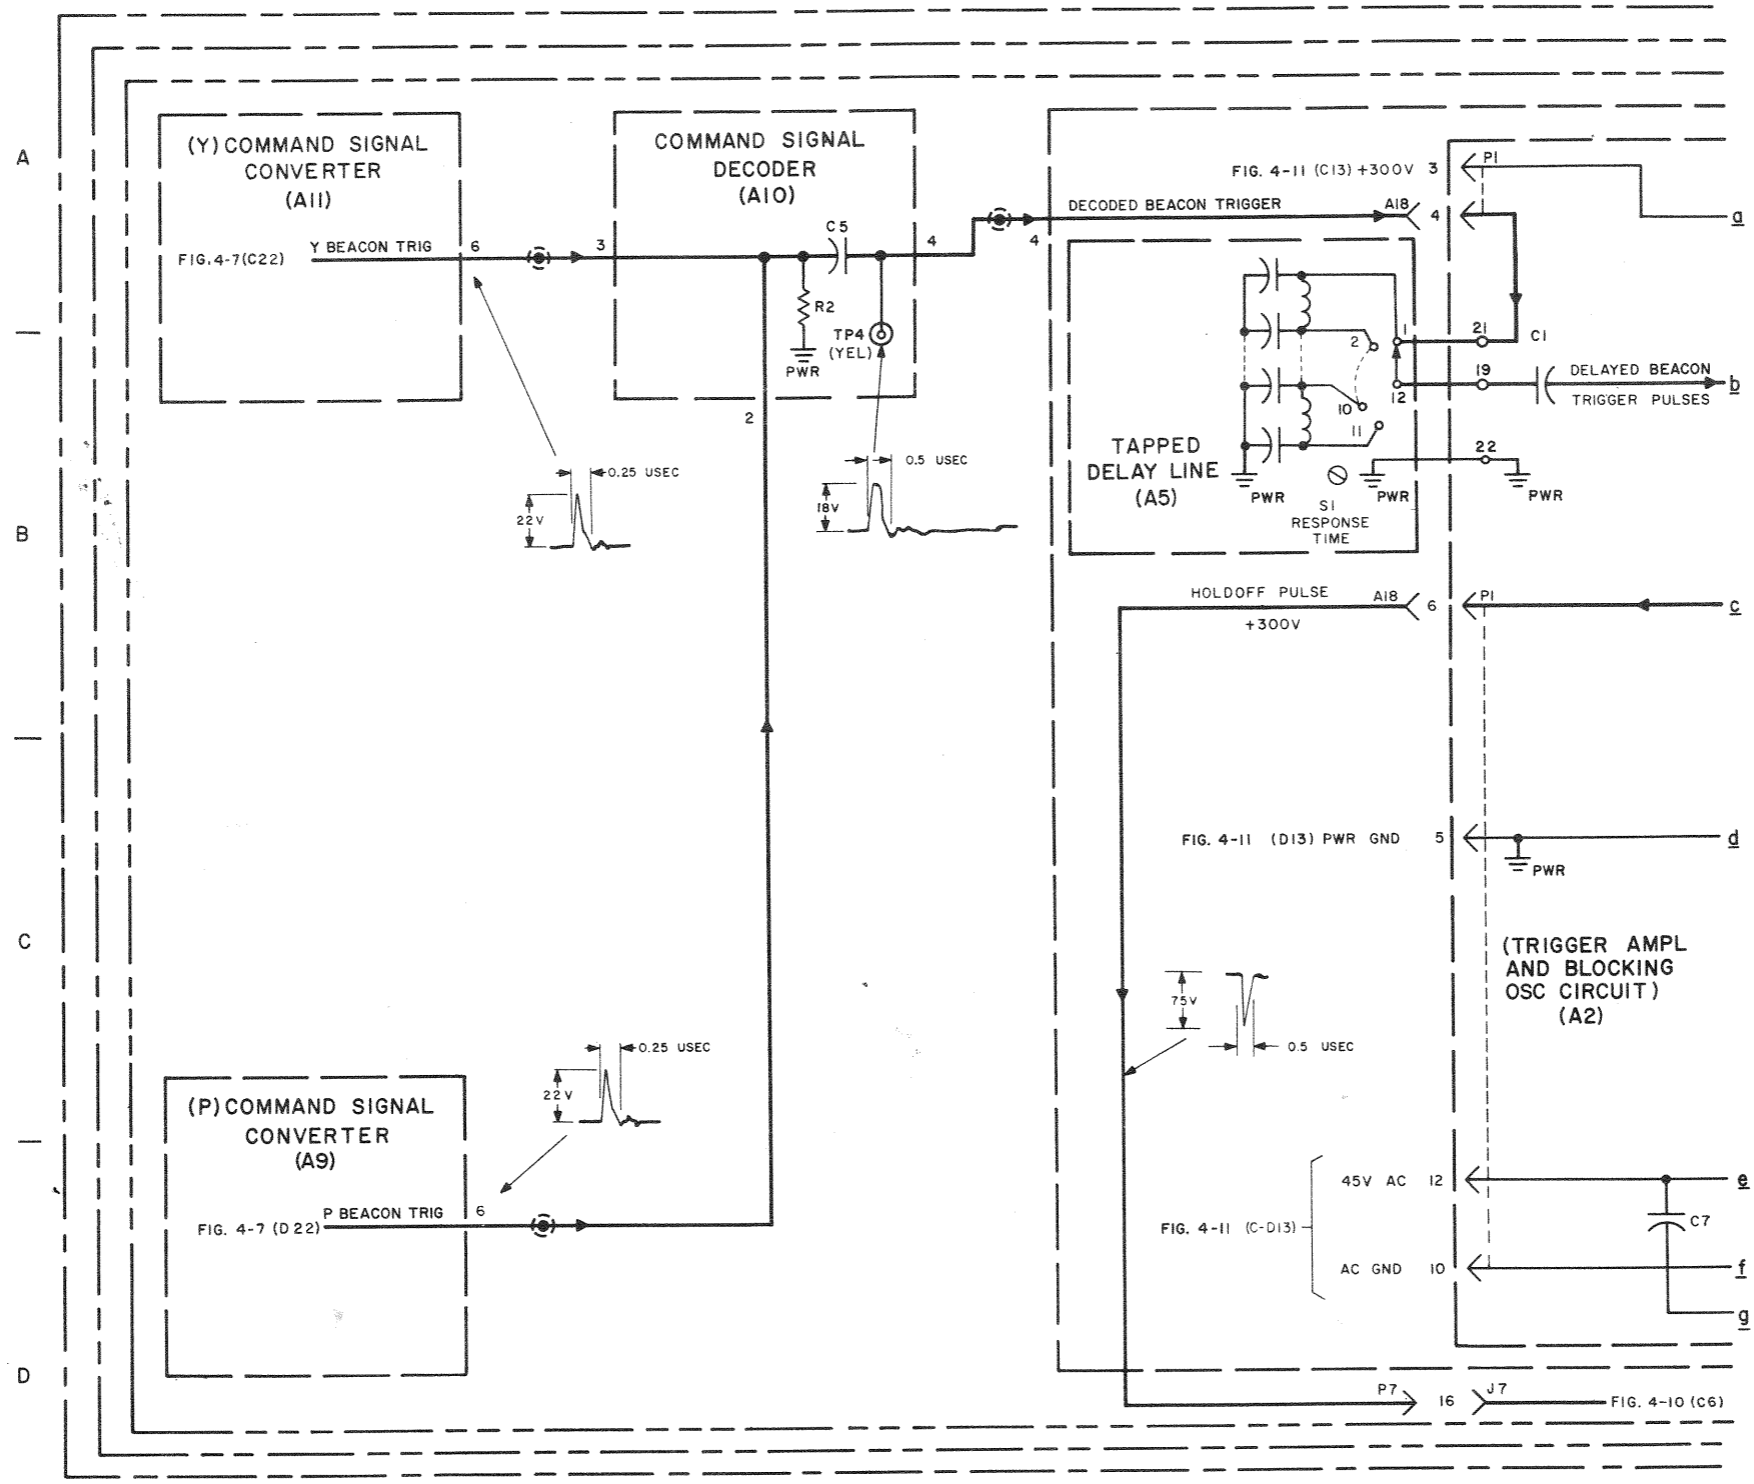 A
B
C
D
(Y) COMMAND SIGNAL
CONVERTER
(A11)
Y BEACON TRIG
6
FIG. 4-7 (C22)
3
COMMAND SIGNAL
DECODER
(A10)
C5
4
R2
TP4
(YEL)
PWR
2
0.25 USEC
22V
0.5 USEC
18V
FIG. 4-11 (C13) +300V 3
P1
a
DECODED BEACON TRIGGER
A18
4
4
2
1
21
C1
10
12
19
DELAYED BEACON
TRIGGER PULSES
b
11
22
TAPPED
DELAY LINE
(A5)
PWR
PWR
PWR
S1
RESPONSE
TIME
HOLDOFF PULSE
+300V
A18
6
P1
c
FIG. 4-11 (D13) PWR GND 5
PWR
d
(TRIGGER AMPL
AND BLOCKING
OSC CIRCUIT)
(A2)
75V
0.5 USEC
0.25 USEC
22V
(P) COMMAND SIGNAL
CONVERTER
(A9)
P BEACON TRIG
6
FIG. 4-7 (D22)
45V AC 12
e
C7
FIG. 4-11 (C-D13)
AC GND 10
f
g
P7
16
J7
FIG. 4-10 (C6)